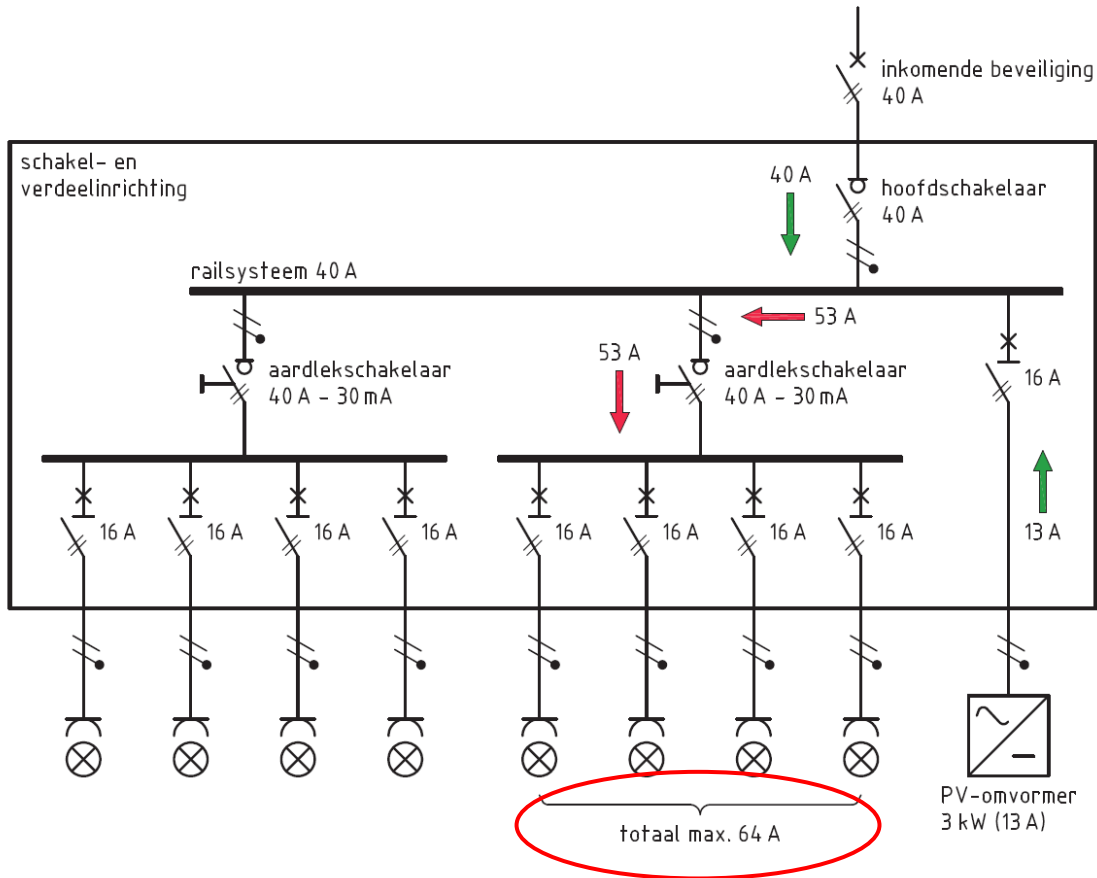 inkomende beveiliging
40 A
schakel- en
verdeelinrichting
40 A
hoofdschakelaar
40 A
railsysteem 40 A
53 A
53 A
aardlekschakelaar
40 A - 30 mA
aardlekschakelaar
40 A - 30 mA
16 A
16 A
16 A
16 A
16 A
16 A
16 A
16 A
16 A
13 A
PV-omvormer
3 kW (13 A)
totaal max. 64 A